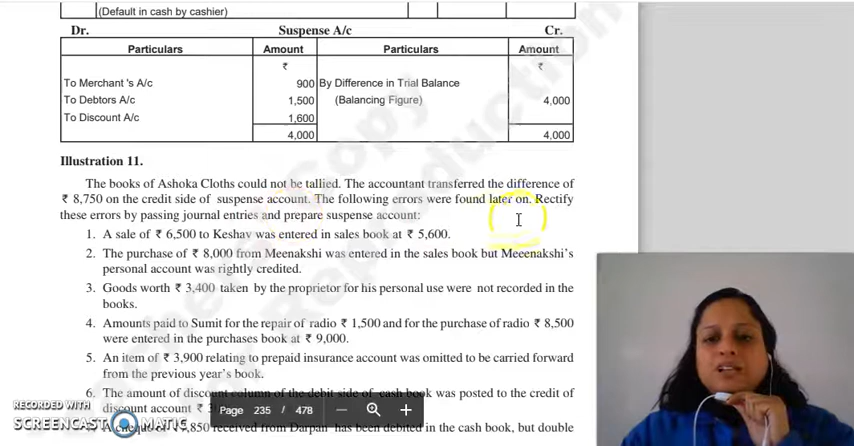 (Default in cash by cashier)
Dr. Suspense A/c Cr.
Particulars Amount Particulars Amount
₹ ₹
To Merchant 's A/c 900 By Difference in Trial Balance
To Debtors A/c 1,500 (Balancing Figure) 4,000
To Discount A/c 1,600
4,000 4,000
Illustration 11.
The books of Ashoka Cloths could not be tallied. The accountant transferred the difference of
₹ 8,750 on the credit side of suspense account. The following errors were found later on. Rectify
these errors by passing journal entries and prepare suspense account:
1. A sale of ₹ 6,500 to Keshav was entered in sales book at ₹ 5,600.
2. The purchase of ₹ 8,000 from Meenakshi was entered in the sales book but Meeenakshi's
personal account was rightly credited.
3. Goods worth ₹ 3,400 taken by the proprietor for his personal use were not recorded in the
books.
4. Amounts paid to Sumit for the repair of radio ₹ 1,500 and for the purchase of radio ₹ 8,500
were entered in the purchases book at ₹ 9,000.
5. An item of ₹ 3,900 relating to prepaid insurance account was omitted to be carried forward
from the previous year's book.
6. The amount of discount column of the debit side of cash book was posted to the credit of
discount account ₹
Page 235 / 478
,850 received from Darpan has been debited in the cash book, but double
RECORDED WITH
SCREENCAST MATIC